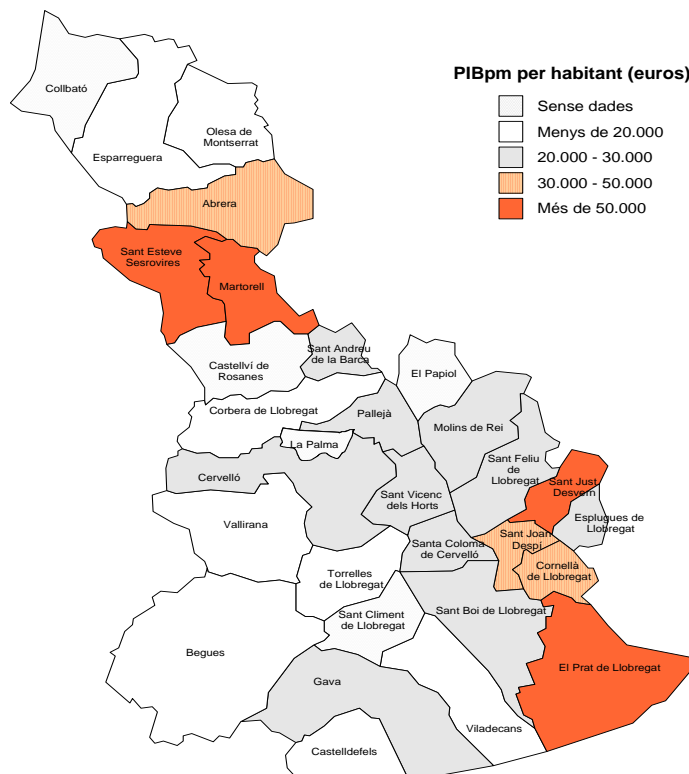 PIBpm per habitant (euros)
Sense dades
Menys de 20.000
20.000 - 30.000
30.000 - 50.000
Més de 50.000
Collbató
Olesa de
Montserrat
Esparreguera
Abrera
Sant Esteve
Sesrovires
Martorell
Sant Andreu
de la Barca
Castellví de
Rosanes
El Papiol
Corbera de Llobregat
Pallejà
Molins de Rei
La Palma
Sant Feliu
de
Llobregat
Cervelló
Sant Just
Desvern
Sant Vicenc
dels Horts
Esplugues de
Llobregat
Vallirana
Santa Coloma
de Cervelló
Sant Joan
Despí
Cornellà
de Llobregat
Torrelles de
Llobregat
Sant Climent
de Llobregat
Sant Boi de Llobregat
Begues
El Prat de Llobregat
Gava
Viladecans
Castelldefels